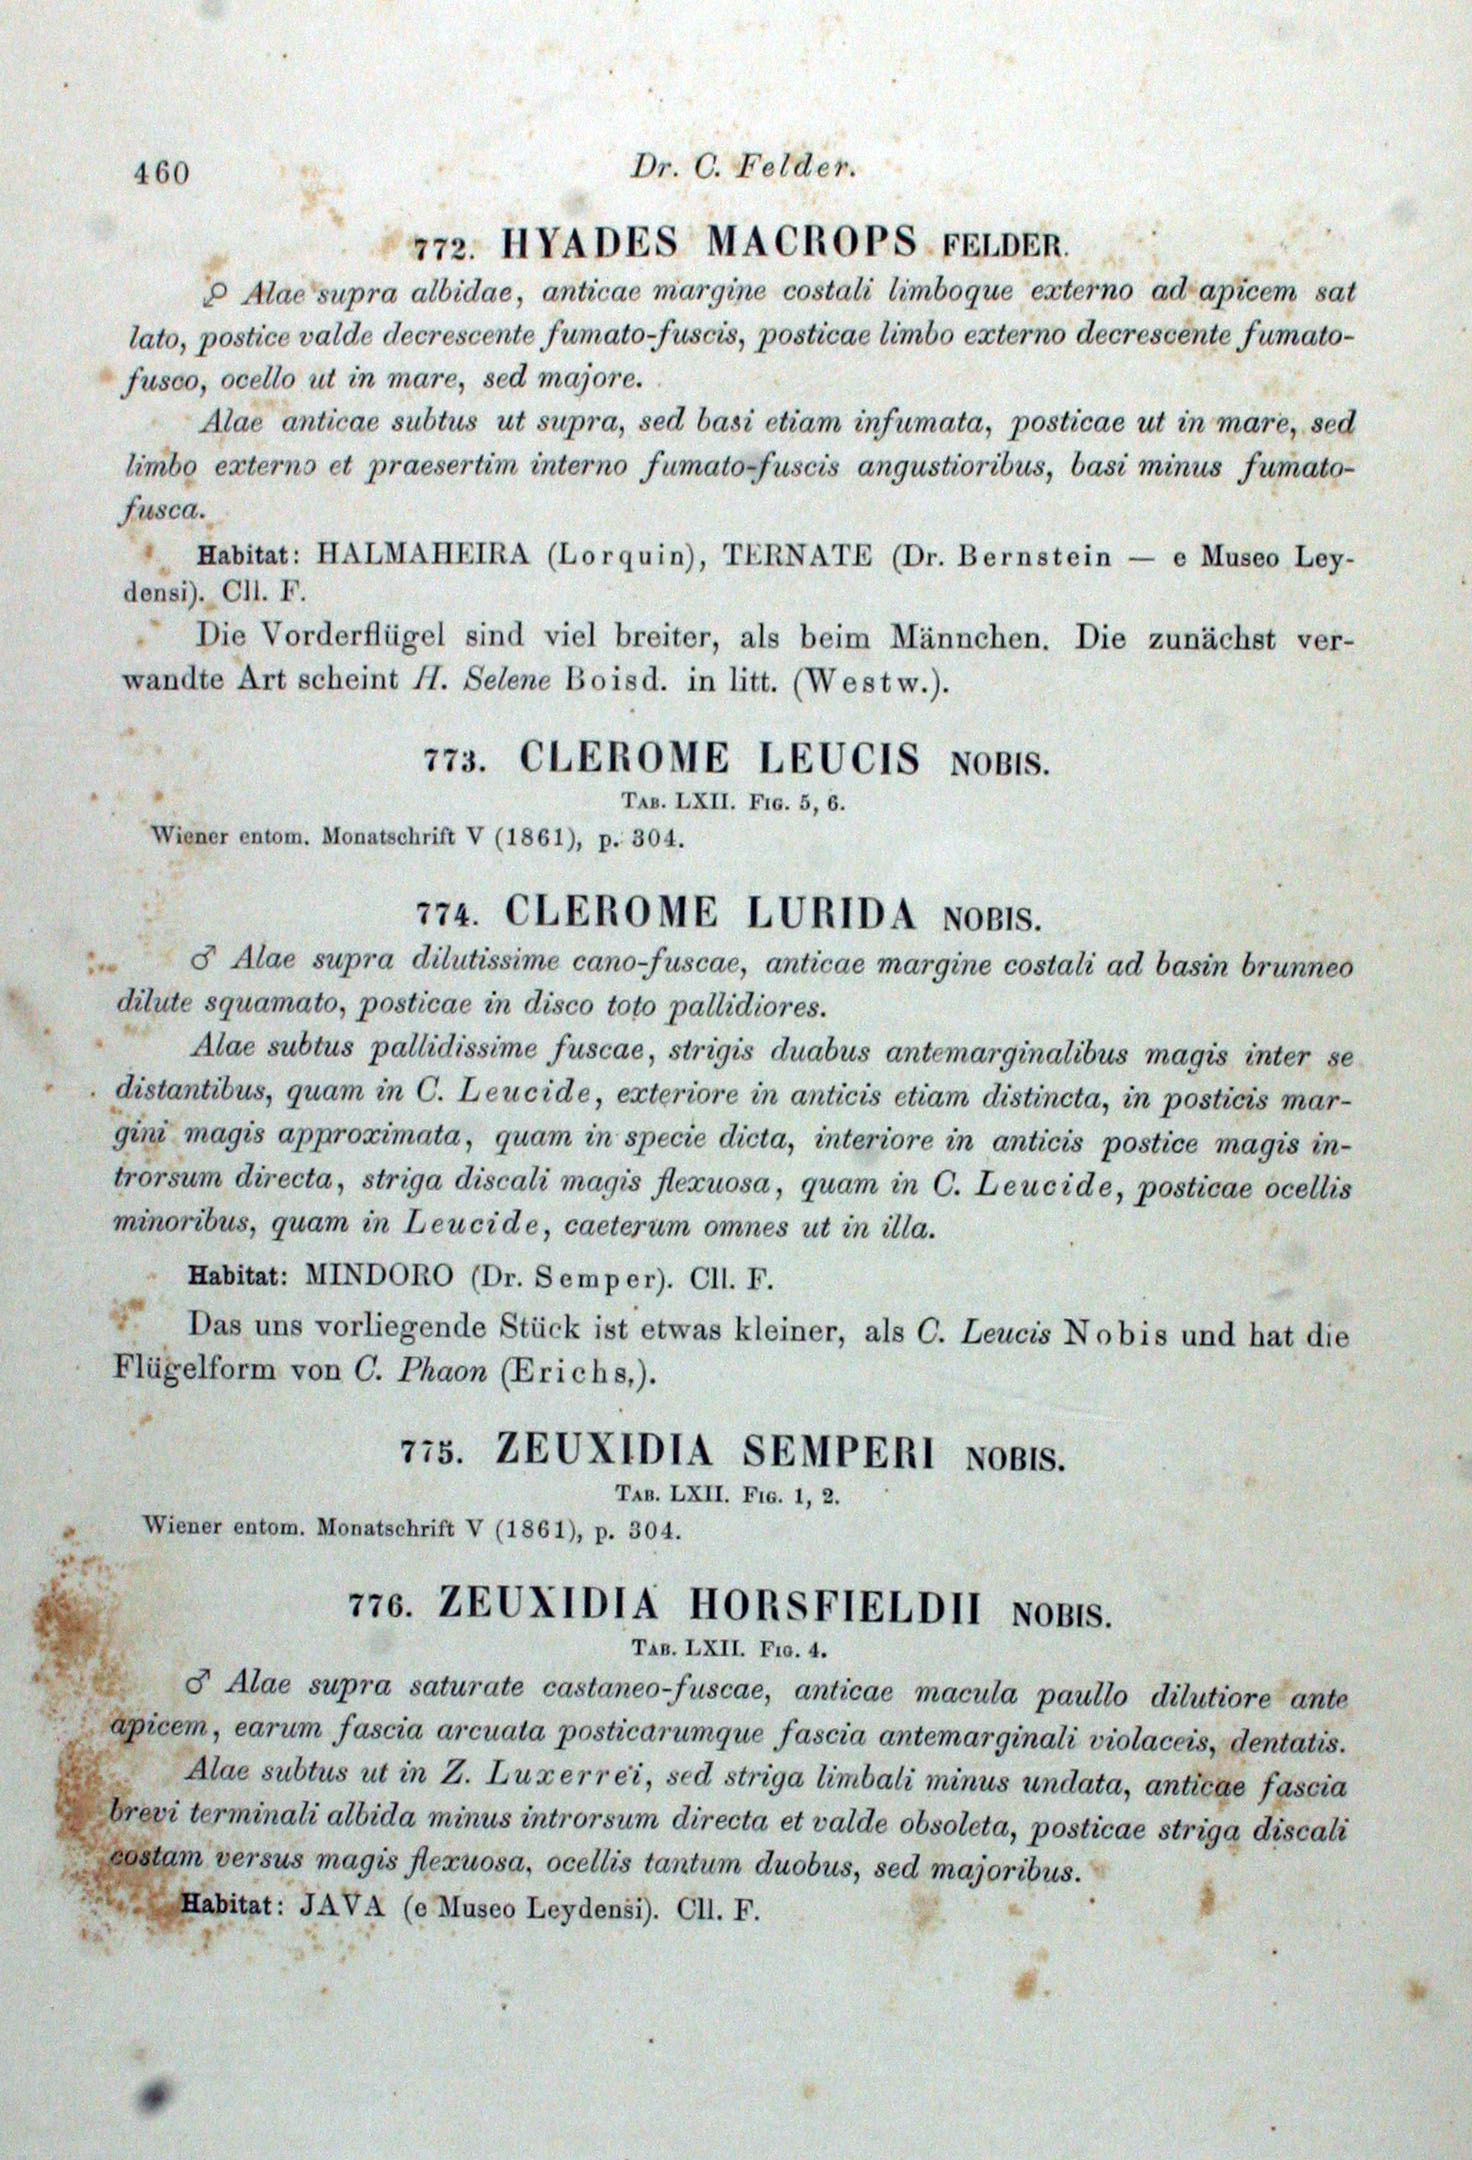 460
Dr. C. Felder.
772. HYADES MACROPS FELDER.
♀ Alae supra albidae, anticae margine costali limboque externo ad apicem sat
lato, postice valde decrescente fumato-fuscis, posticae limbo externo decrescente fumato-
fusco, ocello ut in mare, sed majore.
Alae anticae subtus ut supra, sed basi etiam infumata, posticae ut in mare, sed
limbo externo et praesertim interno fumato-fuscis angustioribus, basi minus fumato-
fusca.
Habitat: HALMAHEIRA (Lorquin), TERNATE (Dr. Bernstein — e Museo Ley-
densi). Cll. F.
Die Vorderflügel sind viel breiter, als beim Männchen. Die zunächst ver-
wandte Art scheint H. Selene Boisd. in litt. (Westw.).
773. CLEROME LEUCIS NOBIS.
TAB. LXII. FIG. 5, 6.
Wiener entom. Monatschrift V (1861), p. 304.
774. CLEROME LURIDA NOBIS.
♂ Alae supra dilutissime cano-fuscae, anticae margine costali ad basin brunneo
dilute squamato, posticae in disco toto pallidiores.
Alae subtus pallidissime fuscae, strigis duabus antemarginalibus magis inter se
distantibus, quam in C. Leucide, exteriore in anticis etiam distincta, in posticis mar-
gini magis approximata, quam in specie dicta, interiore in anticis postice magis in-
trorsum directa, striga discali magis flexuosa, quam in C. Leucide, posticae ocellis
minoribus, quam in Leucide, caeterum omnes ut in illa.
Habitat: MINDORO (Dr. Semper). Cll. F.
Das uns vorliegende Stück ist etwas kleiner, als C. Leucis Nobis und hat die
Flügelform von C. Phaon (Erichs.).
775. ZEUXIDIA SEMPERI NOBIS.
TAB. LXII. FIG. 1, 2.
Wiener entom. Monatschrift V (1861), p. 304.
776. ZEUXIDIA HORSFIELDII NOBIS.
TAB. LXII. FIG. 4.
♂ Alae supra saturate castaneo-fuscae, anticae macula paullo dilutiore ante
apicem, earum fascia arcuata posticarumque fascia antemarginali violaceis, dentatis.
Alae subtus ut in Z. Luxerrei, sed striga limbali minus undata, anticae fascia
brevi terminali albida minus introrsum directa et valde obsoleta, posticae striga discali
costam versus magis flexuosa, ocellis tantum duobus, sed majoribus.
Habitat: JAVA (e Museo Leydensi). Cll. F.